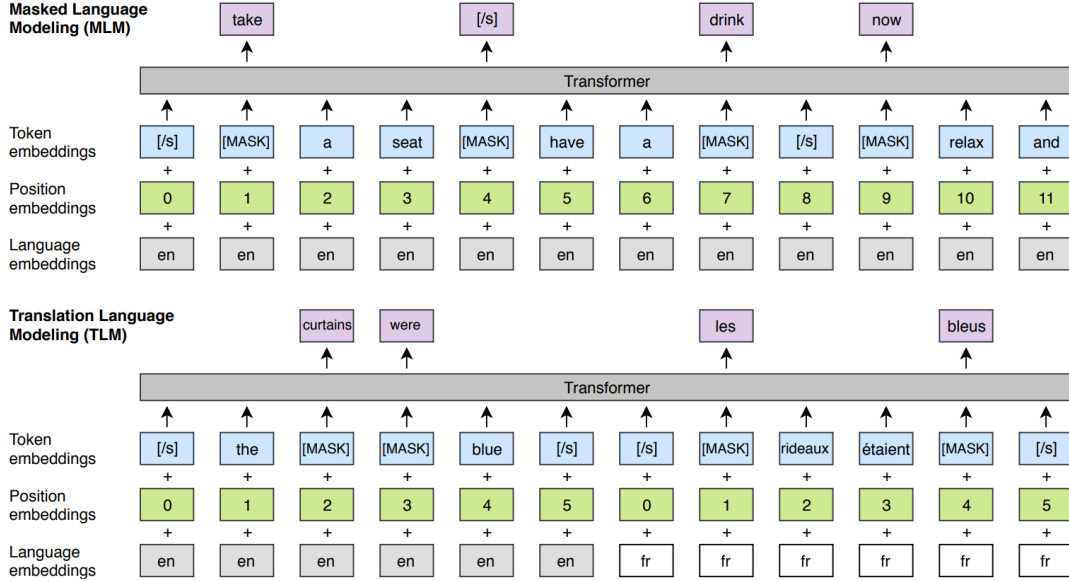 Masked Language
Modeling (MLM)
take [/s] drink now
Transformer
Token
embeddings
[/s] [MASK] a seat [MASK] have a [MASK] [/s] [MASK] relax and
+ + + + + + + + + + + +
Position
embeddings
0 1 2 3 4 5 6 7 8 9 10 11
+ + + + + + + + + + + +
Language
embeddings
en en en en en en en en en en en en
Translation Language
Modeling (TLM)
curtains were les bleus
Transformer
Token
embeddings
[/s] the [MASK] [MASK] blue [/s] [/s] [MASK] rideaux étaient [MASK] [/s]
+ + + + + + + + + + + +
Position
embeddings
0 1 2 3 4 5 0 1 2 3 4 5
+ + + + + + + + + + + +
Language
embeddings
en en en en en en fr fr fr fr fr fr